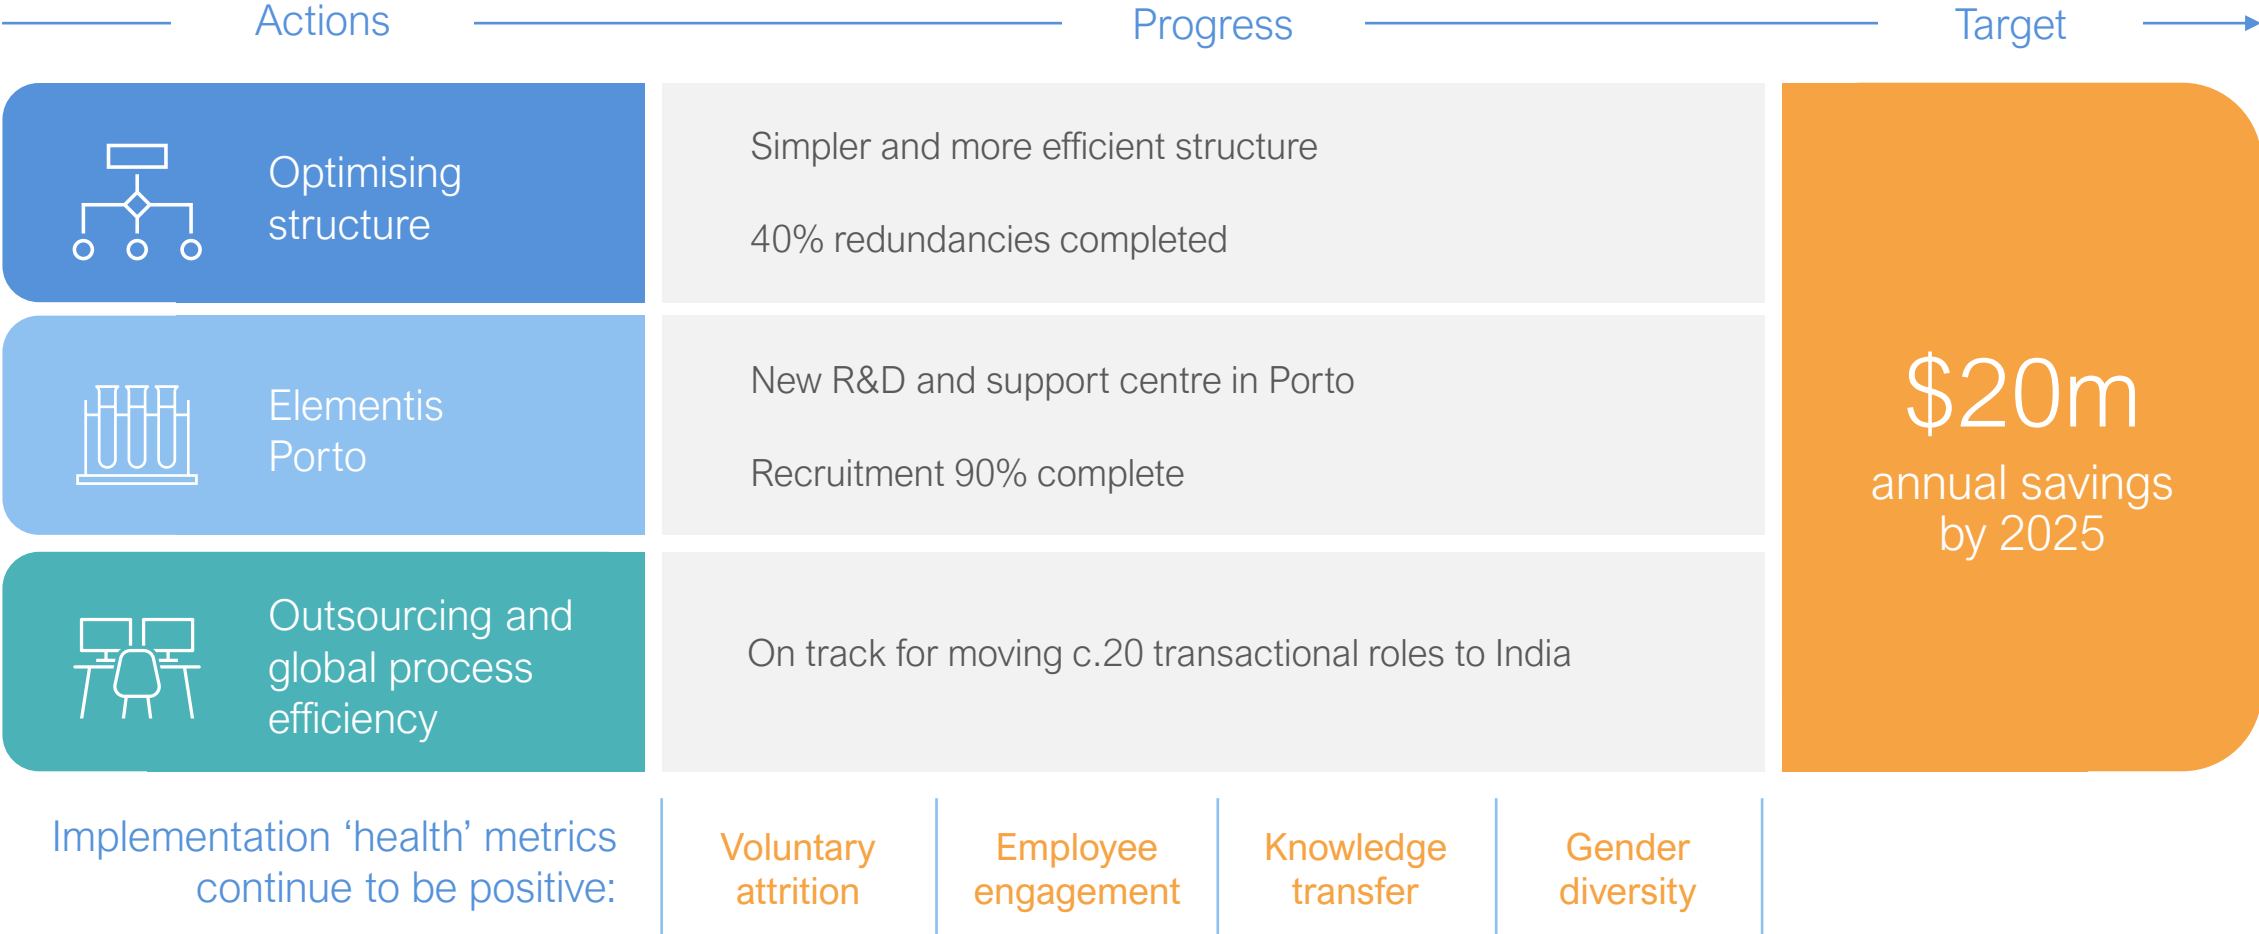 Actions
Progress
Target
Optimising
structure
Simpler and more efficient structure
40% redundancies completed
Elementis
Porto
New R&D and support centre in Porto
Recruitment 90% complete
Outsourcing and
global process
efficiency
On track for moving c.20 transactional roles to India
$20m
annual savings
by 2025
Implementation ‘health’ metrics
continue to be positive:
Voluntary
attrition
Employee
engagement
Knowledge
transfer
Gender
diversity